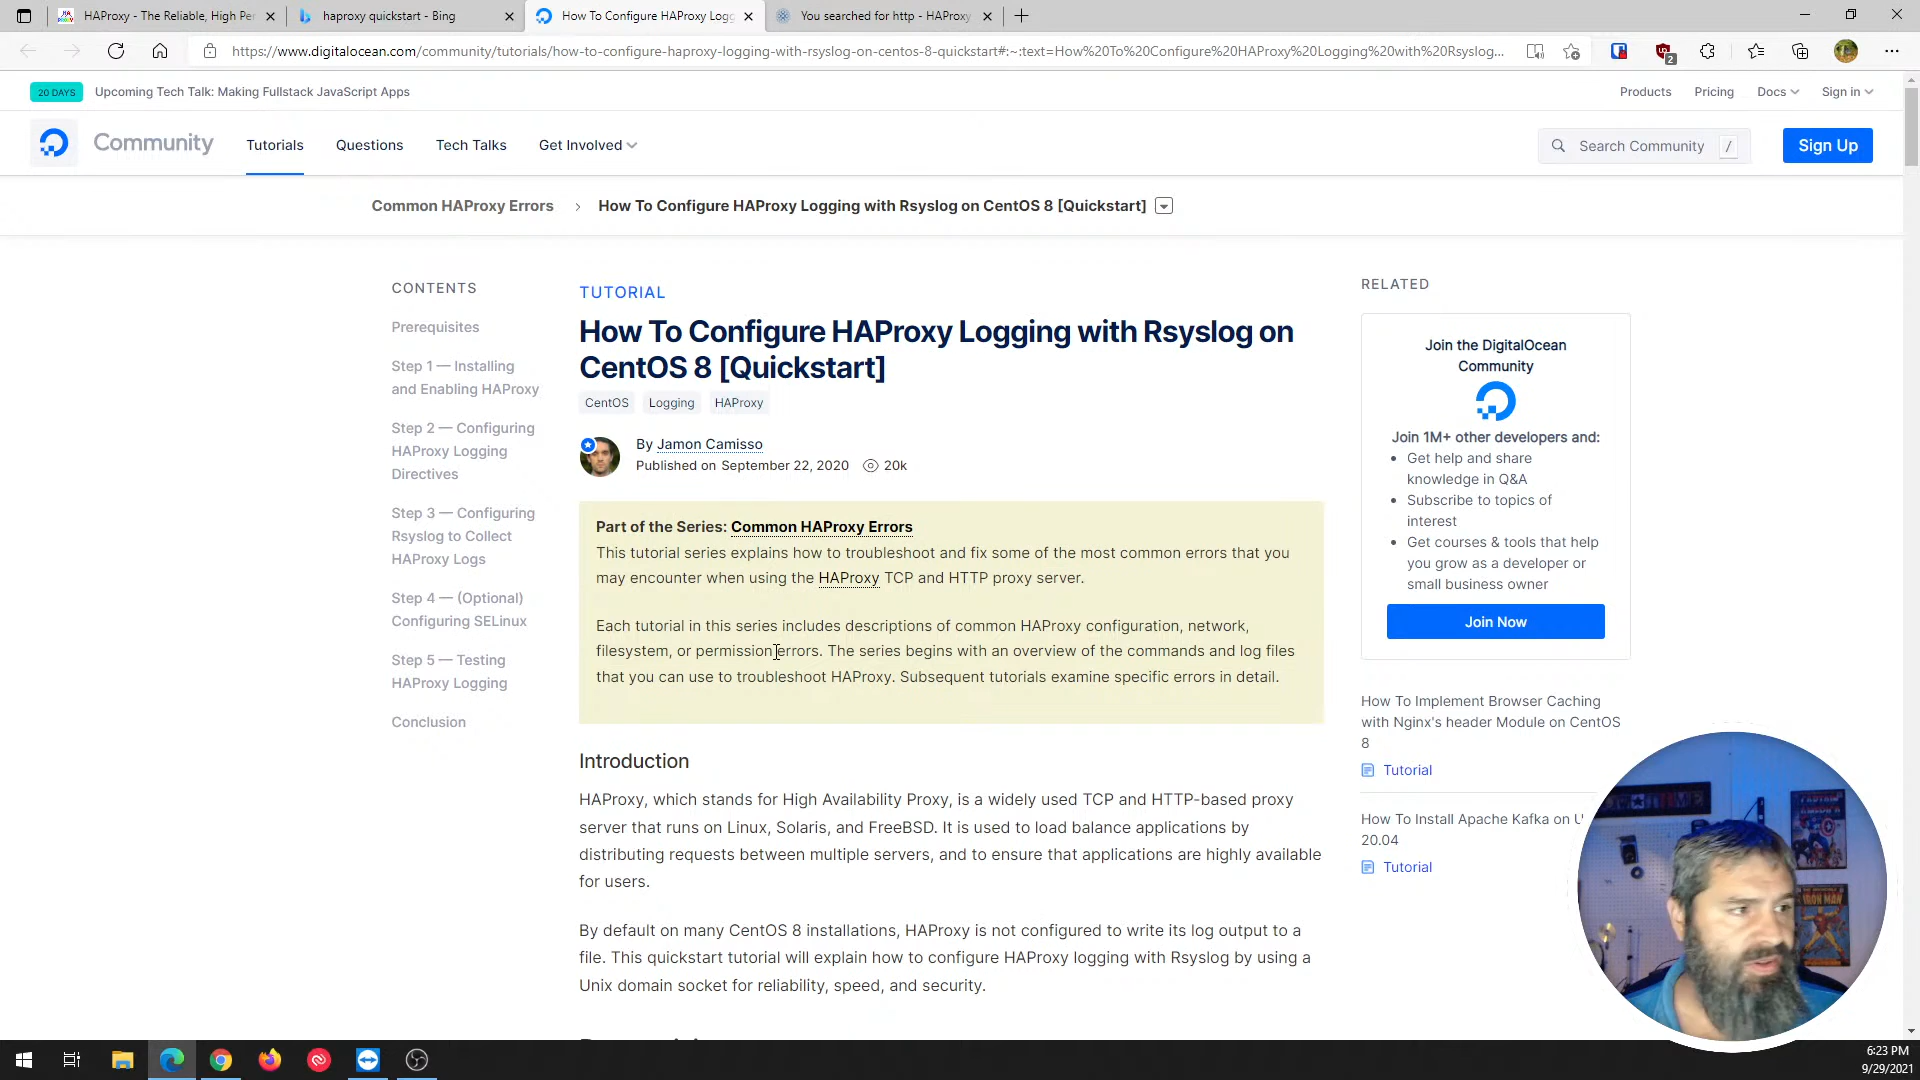 HAProxy - The Reliable, High Per
haproxy quickstart - Bing
How To Configure HAProxy Logg
You searched for http - HAProxy
https://www.digitalocean.com/community/tutorials/how-to-configure-haproxy-logging-with-rsyslog-on-centos-8-quickstart#:~:text=How%20To%20Configure%20HAProxy%20Logging%20with%20Rsyslog...
2
20 DAYS
Upcoming Tech Talk: Making Fullstack JavaScript Apps
Products
Pricing
Docs
Sign in
Community
Tutorials
Questions
Tech Talks
Get Involved
Search Community
/
Sign Up
Common HAProxy Errors
How To Configure HAProxy Logging with Rsyslog on CentOS 8 [Quickstart]
CONTENTS
Prerequisites
Step 1 — Installing
and Enabling HAProxy
Step 2 — Configuring
HAProxy Logging
Directives
Step 3 — Configuring
Rsyslog to Collect
HAProxy Logs
Step 4 — (Optional)
Configuring SELinux
Step 5 — Testing
HAProxy Logging
Conclusion
TUTORIAL
How To Configure HAProxy Logging with Rsyslog on
CentOS 8 [Quickstart]
CentOS
Logging
HAProxy
By Jamon Camisso
Published on September 22, 2020
20k
Part of the Series: Common HAProxy Errors
This tutorial series explains how to troubleshoot and fix some of the most common errors that you
may encounter when using the HAProxy TCP and HTTP proxy server.
Each tutorial in this series includes descriptions of common HAProxy configuration, network,
filesystem, or permission errors. The series begins with an overview of the commands and log files
that you can use to troubleshoot HAProxy. Subsequent tutorials examine specific errors in detail.
Introduction
HAProxy, which stands for High Availability Proxy, is a widely used TCP and HTTP-based proxy
server that runs on Linux, Solaris, and FreeBSD. It is used to load balance applications by
distributing requests between multiple servers, and to ensure that applications are highly available
for users.
By default on many CentOS 8 installations, HAProxy is not configured to write its log output to a
file. This quickstart tutorial will explain how to configure HAProxy logging with Rsyslog by using a
Unix domain socket for reliability, speed, and security.
RELATED
Join the DigitalOcean
Community
Join 1M+ other developers and:
Get help and share
knowledge in Q&A
Subscribe to topics of
interest
Get courses & tools that help
you grow as a developer or
small business owner
Join Now
How To Implement Browser Caching
with Nginx's header Module on CentOS
8
Tutorial
How To Install Apache Kafka on U
20.04
Tutorial
CAPTAIN
AMERICA
IRON MAN
6:23 PM
9/29/2021